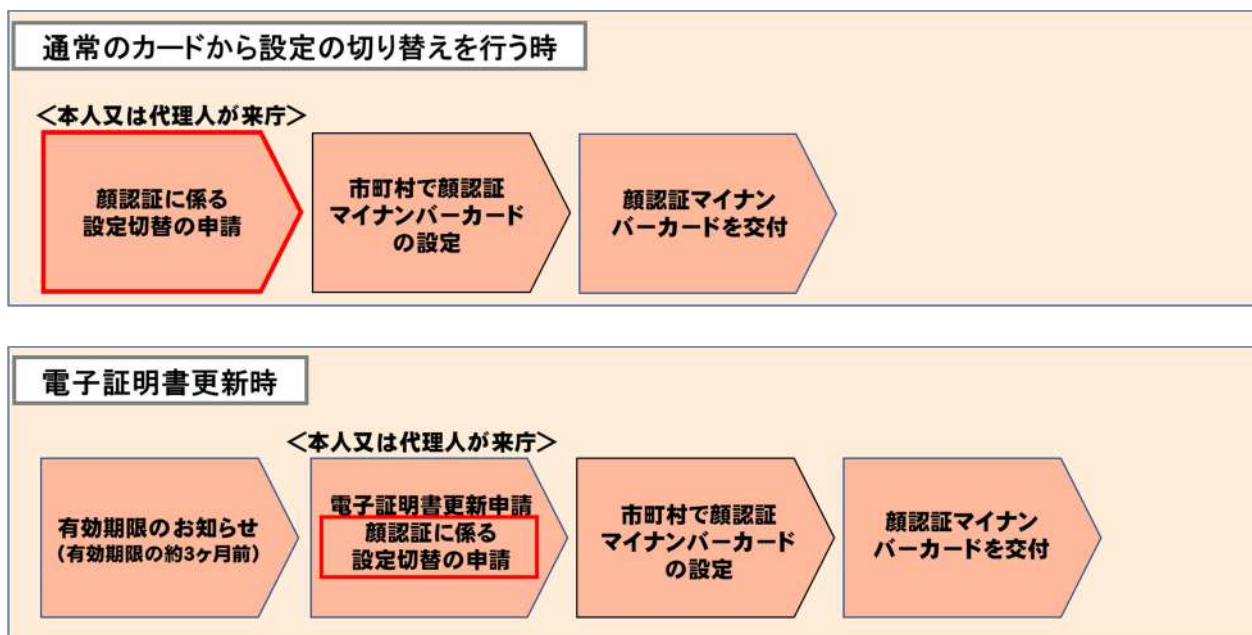 通常のカードから設定の切り替えを行う時
＜本人又は代理人が来庁＞
顔認証に係る
設定切替の申請
市町村で顔認証
マイナンバーカード
の設定
顔認証マイナン
バーカードを交付
電子証明書更新時
＜本人又は代理人が来庁＞
有効期限のお知らせ
（有効期限の約3ヶ月前）
電子証明書更新申請
顔認証に係る
設定切替の申請
市町村で顔認証
マイナンバーカード
の設定
顔認証マイナン
バーカードを交付